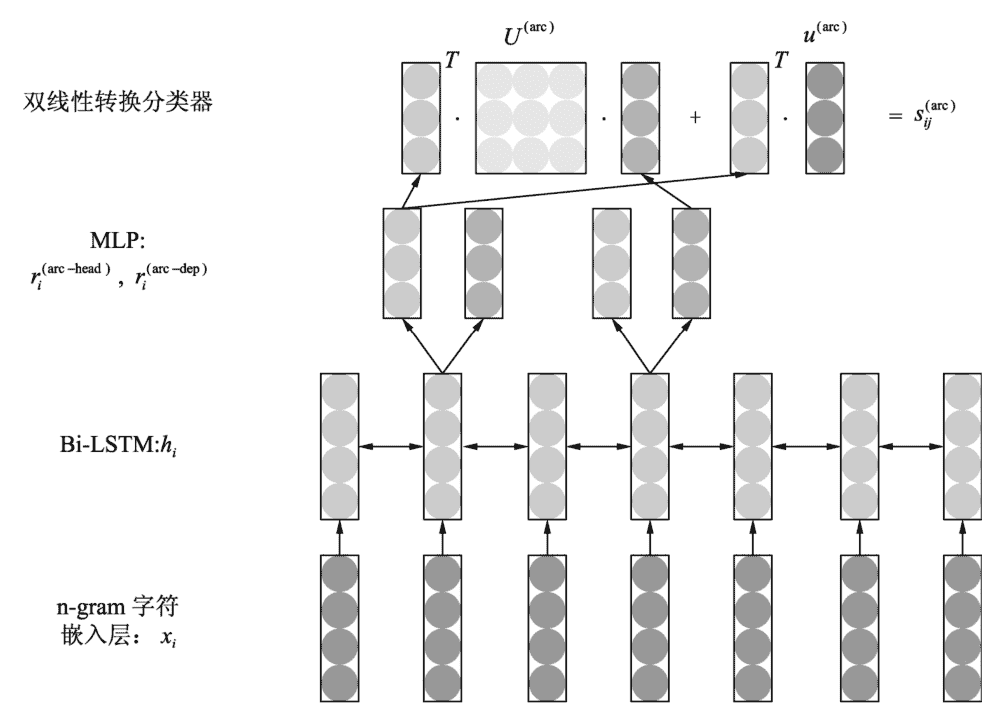 U^(arc) u^(arc)
双线性转换分类器 T · · + T · = s_ij^(arc)
MLP:
r_i^(arc−head) , r_i^(arc−dep)
Bi-LSTM:h_i
n-gram 字符
嵌入层： x_i